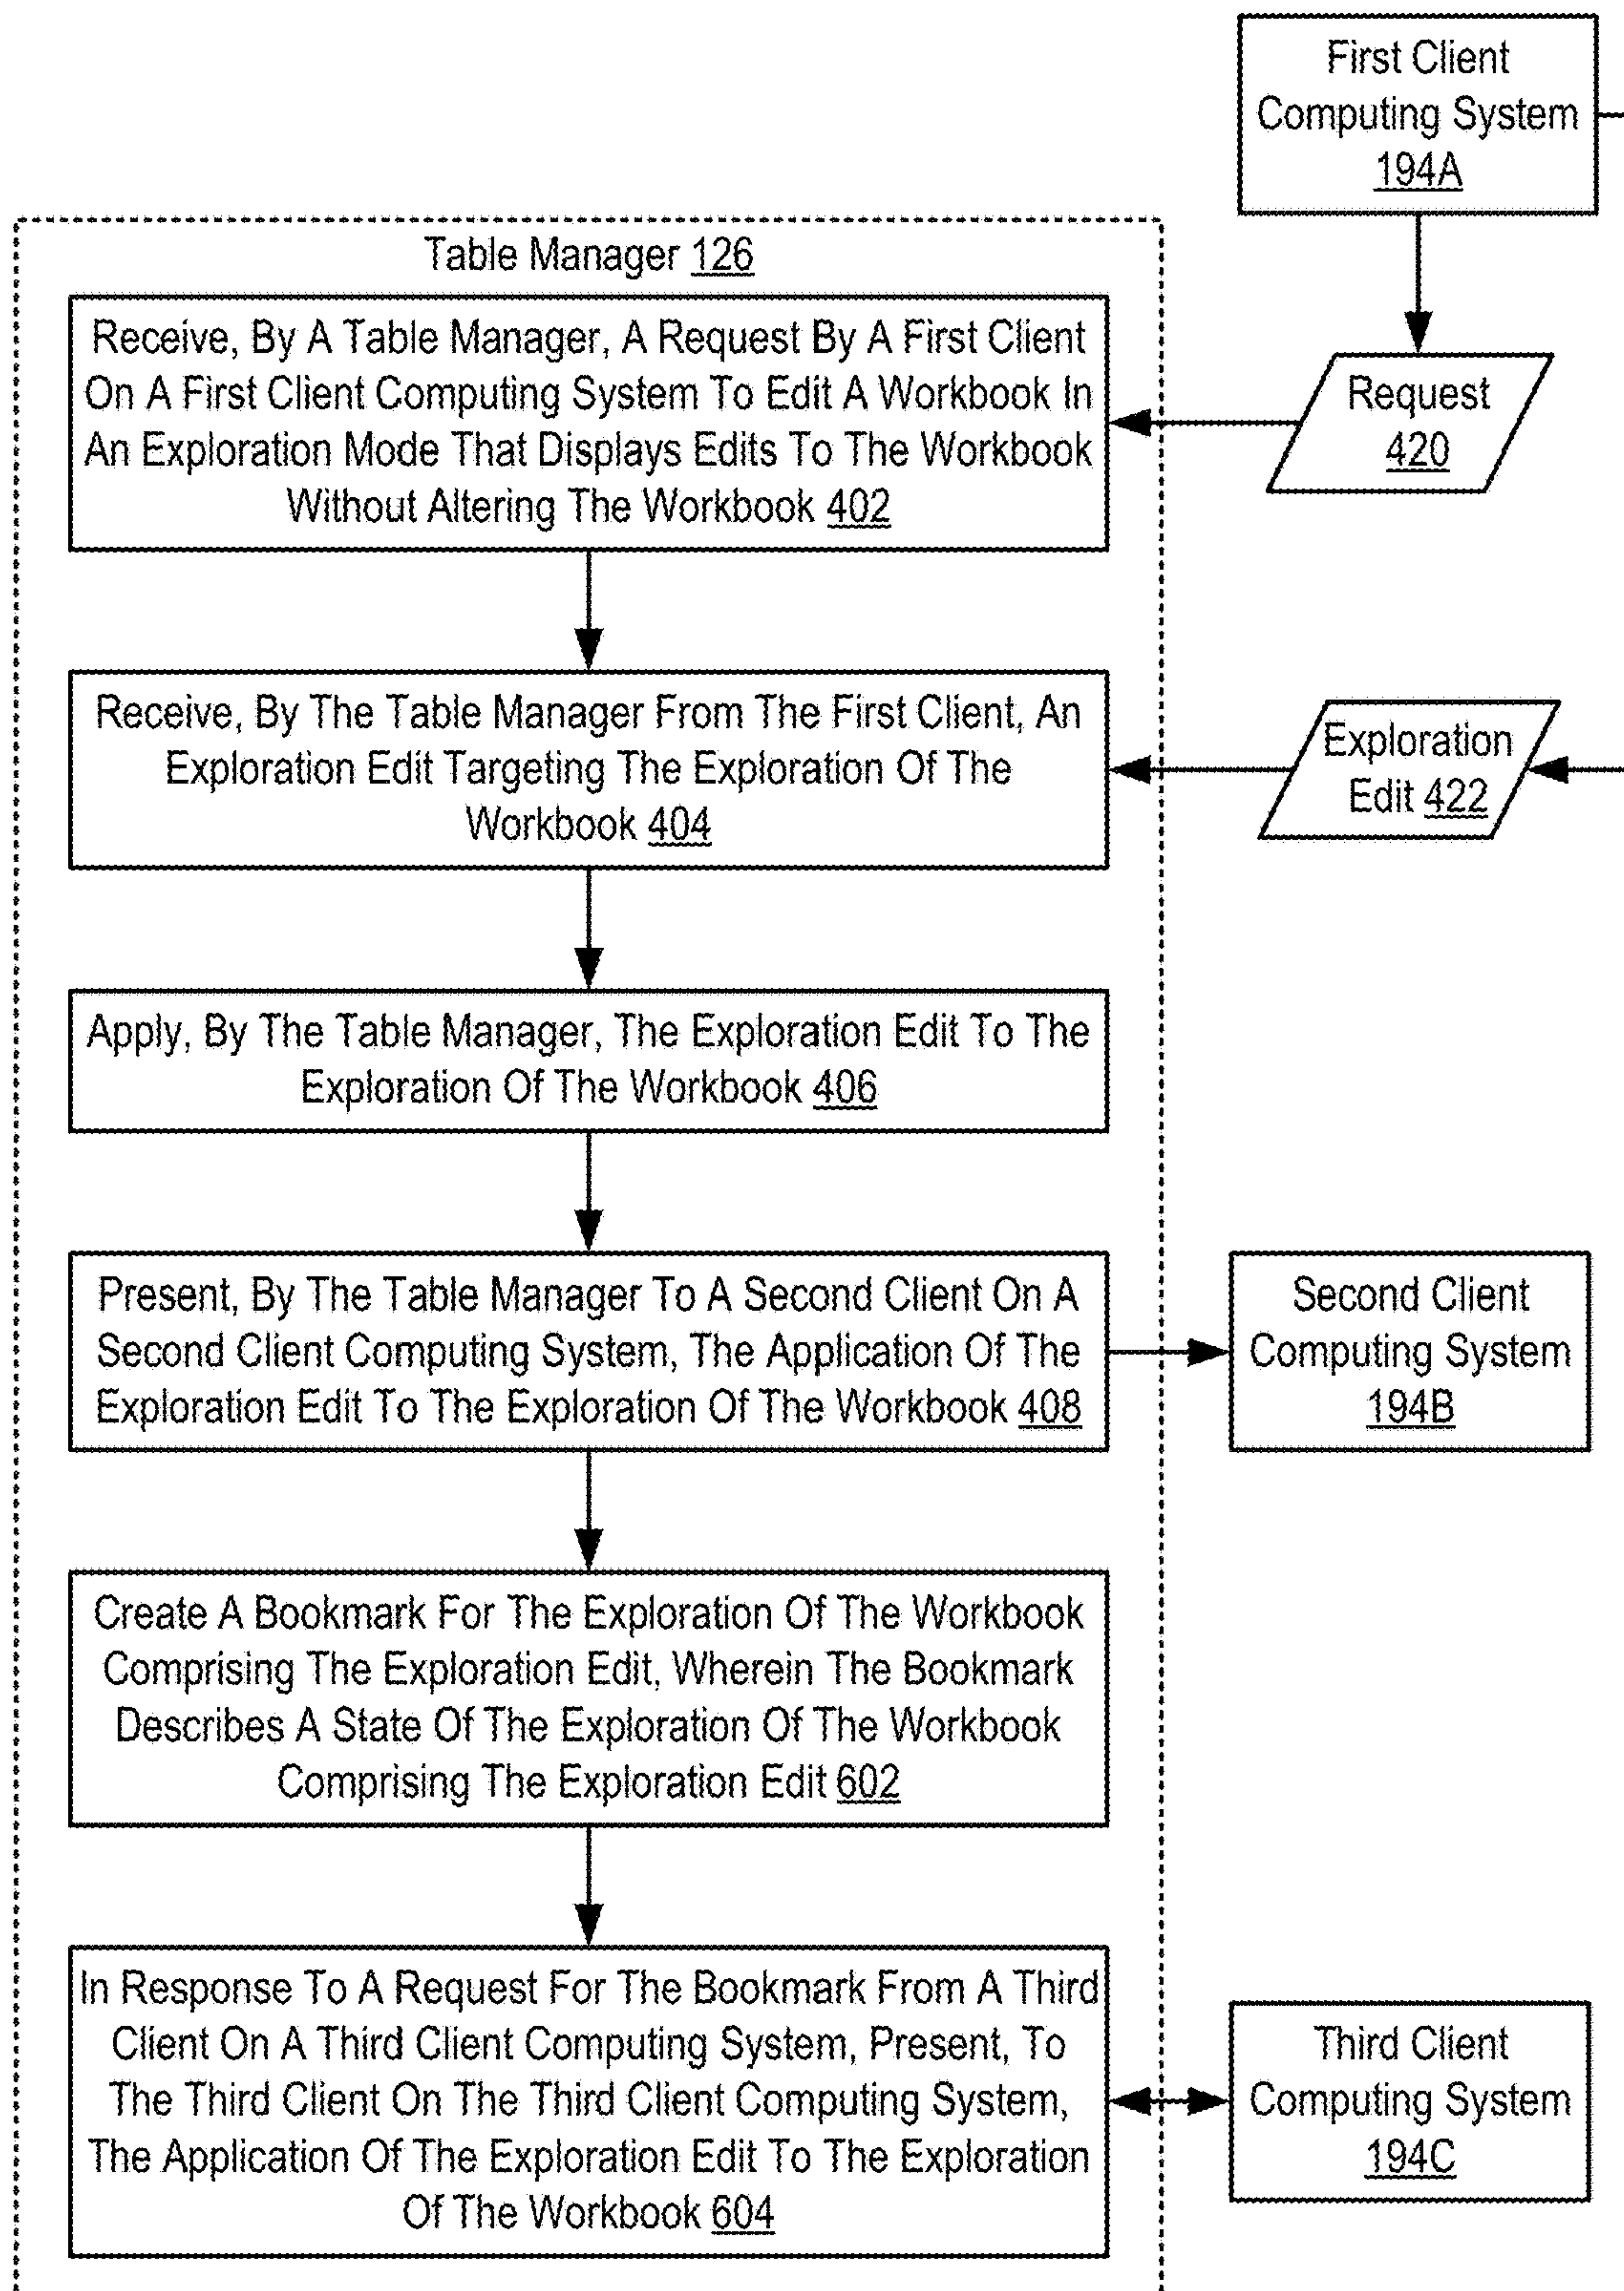 First Client
Computing System
194A
Table Manager 126
Receive, By A Table Manager, A Request By A First Client
On A First Client Computing System To Edit A Workbook In
An Exploration Mode That Displays Edits To The Workbook
Without Altering The Workbook 402
Request
420
Receive, By The Table Manager From The First Client, An
Exploration Edit Targeting The Exploration Of The
Workbook 404
Exploration
Edit 422
Apply, By The Table Manager, The Exploration Edit To The
Exploration Of The Workbook 406
Present, By The Table Manager To A Second Client On A
Second Client Computing System, The Application Of The
Exploration Edit To The Exploration Of The Workbook 408
Second Client
Computing System
194B
Create A Bookmark For The Exploration Of The Workbook
Comprising The Exploration Edit, Wherein The Bookmark
Describes A State Of The Exploration Of The Workbook
Comprising The Exploration Edit 602
In Response To A Request For The Bookmark From A Third
Client On A Third Client Computing System, Present, To
The Third Client On The Third Client Computing System,
The Application Of The Exploration Edit To The Exploration
Of The Workbook 604
Third Client
Computing System
194C